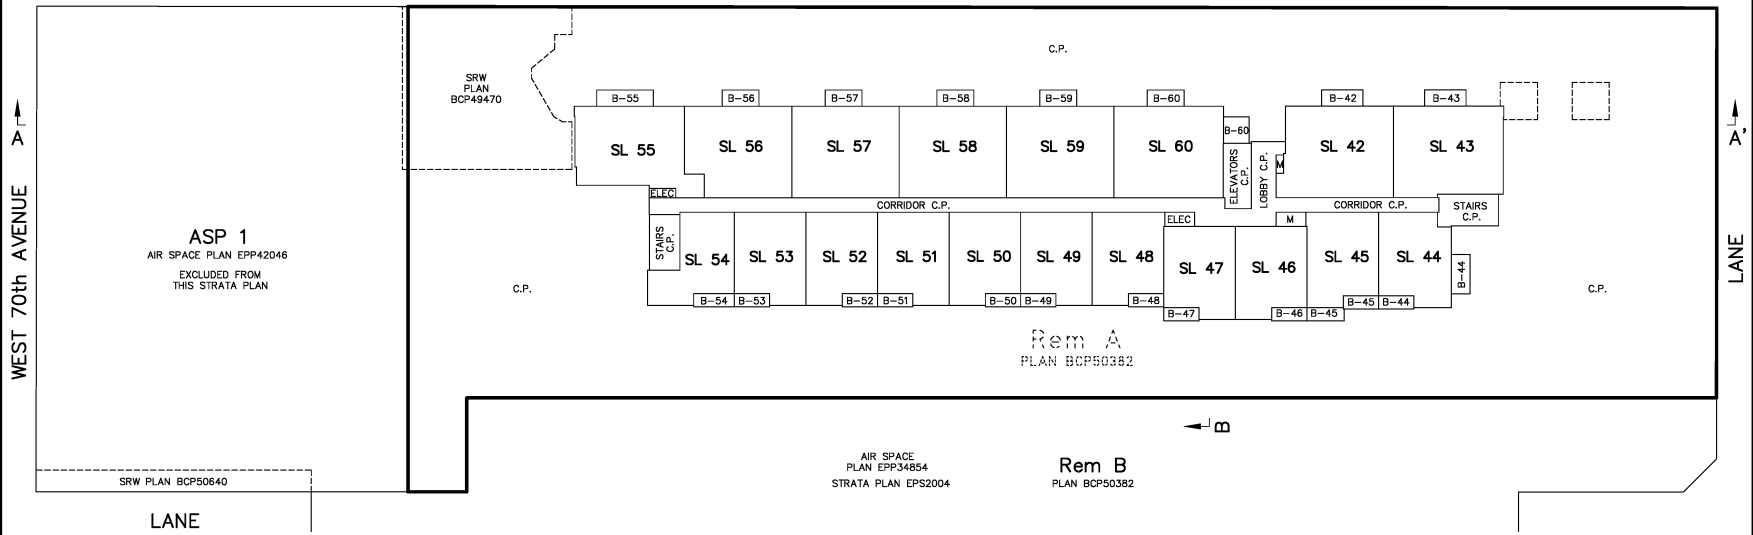 C.P.
SRW
PLAN
BCP49470
B-55
B-56
B-57
B-58
B-59
B-60
B-42
B-43
A
A'
B-60
SL 55
SL 56
SL 57
SL 58
SL 59
SL 60
SL 42
SL 43
ELEVATORS
C.P.
LOBBY C.P.
M
ELEC
CORRIDOR C.P.
CORRIDOR C.P.
STAIRS
C.P.
WEST 70th AVENUE
ASP 1
AIR SPACE PLAN EPP42046
EXCLUDED FROM
THIS STRATA PLAN
STAIRS
C.P.
ELEC
M
SL 54
SL 53
SL 52
SL 51
SL 50
SL 49
SL 48
SL 47
SL 46
SL 45
SL 44
B-44
LANE
C.P.
C.P.
B-54
B-53
B-52
B-51
B-50
B-49
B-48
B-47
B-46
B-45
B-45
B-44
Rem A
PLAN BCP50382
B
AIR SPACE
PLAN EPP34854
STRATA PLAN EPS2004
Rem B
PLAN BCP50382
SRW PLAN BCP50640
LANE